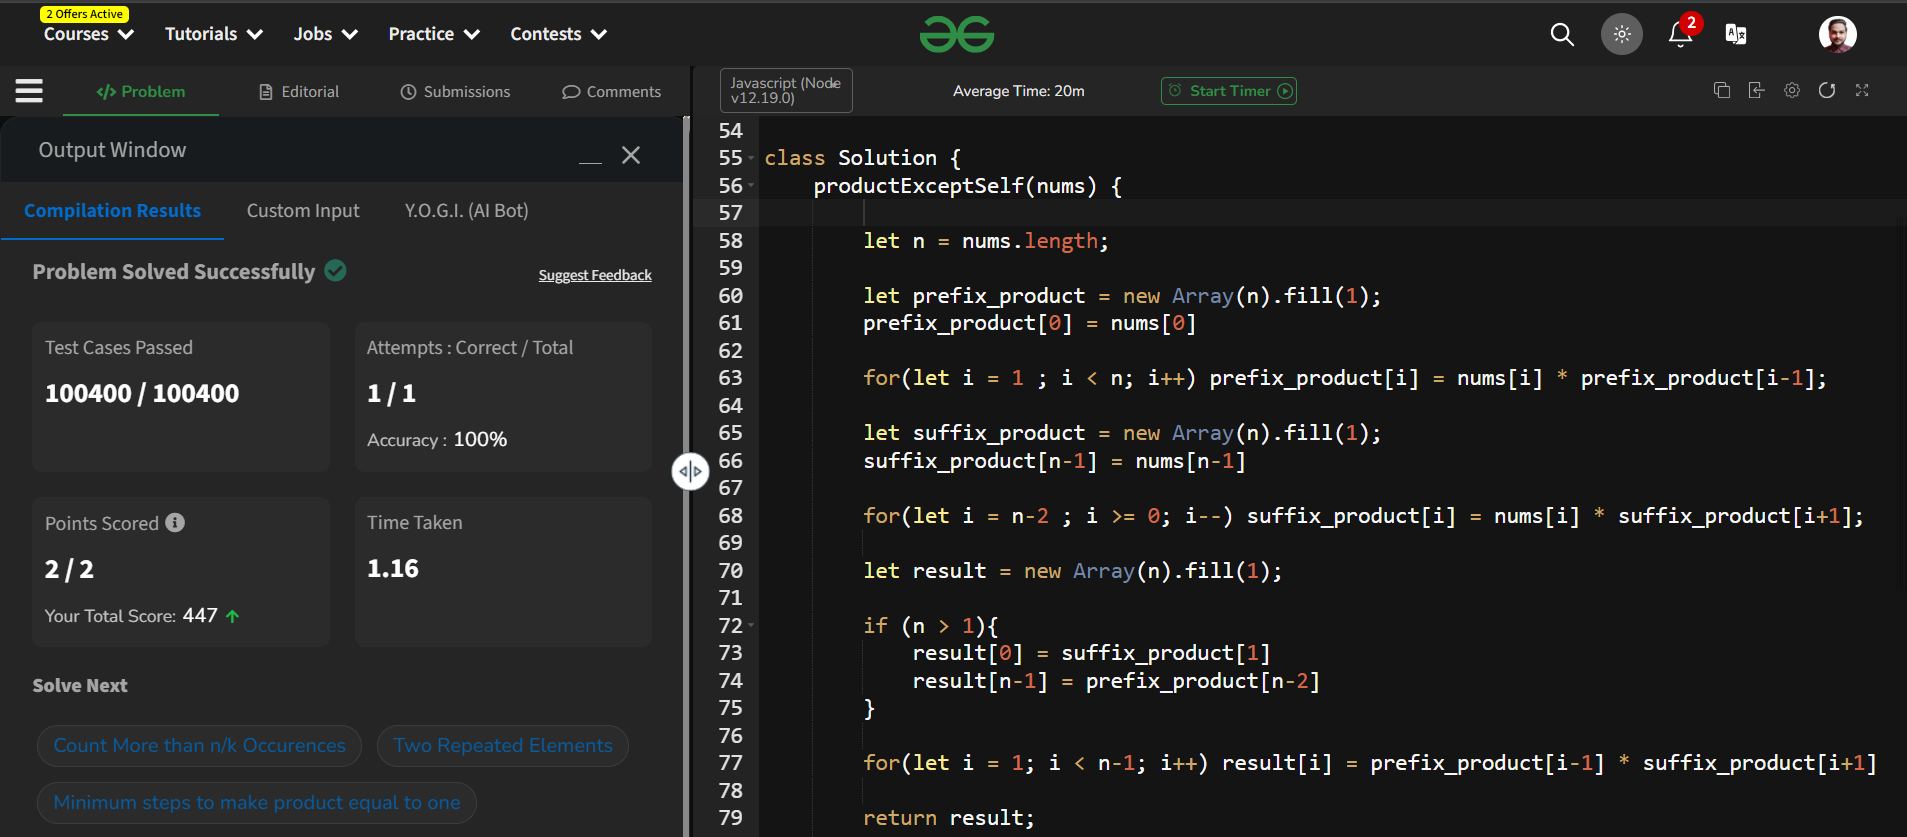 2 Offers Active
Courses Tutorials Jobs Practice Contests
2
</> Problem Editorial Submissions Comments
Output Window
Compilation Results Custom Input Y.O.G.I. (AI Bot)
Problem Solved Successfully
Suggest Feedback
Test Cases Passed
100400 / 100400
Attempts : Correct / Total
1 / 1
Accuracy : 100%
Points Scored
2 / 2
Your Total Score: 447
Time Taken
1.16
Solve Next
Count More than n/k Occurences Two Repeated Elements
Minimum steps to make product equal to one
Javascript (Node v12.19.0)
Average Time: 20m
Start Timer
54
55 class Solution {
56     productExceptSelf(nums) {
57
58         let n = nums.length;
59
60         let prefix_product = new Array(n).fill(1);
61         prefix_product[0] = nums[0]
62
63         for(let i = 1 ; i < n; i++) prefix_product[i] = nums[i] * prefix_product[i-1];
64
65         let suffix_product = new Array(n).fill(1);
66         suffix_product[n-1] = nums[n-1]
67
68         for(let i = n-2 ; i >= 0; i--) suffix_product[i] = nums[i] * suffix_product[i+1];
69
70         let result = new Array(n).fill(1);
71
72         if (n > 1){
73             result[0] = suffix_product[1]
74             result[n-1] = prefix_product[n-2]
75         }
76
77         for(let i = 1; i < n-1; i++) result[i] = prefix_product[i-1] * suffix_product[i+1]
78
79         return result;